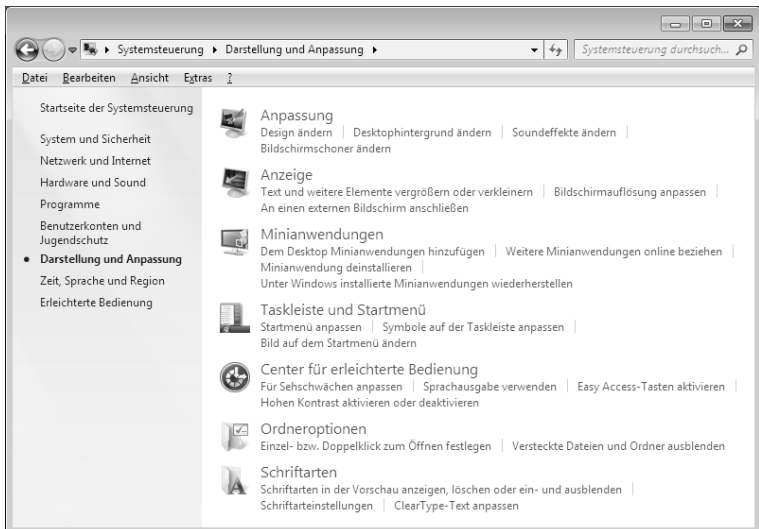 Systemsteuerung Darstellung und Anpassung Systemsteuerung durchsuch...
Datei Bearbeiten Ansicht Extras ?
Startseite der Systemsteuerung
System und Sicherheit
Netzwerk und Internet
Hardware und Sound
Programme
Benutzerkonten und
Jugendschutz
Darstellung und Anpassung
Zeit, Sprache und Region
Erleichterte Bedienung
Anpassung
Design ändern Desktophintergrund ändern Soundeffekte ändern
Bildschirmschoner ändern
Anzeige
Text und weitere Elemente vergrößern oder verkleinern Bildschirmauflösung anpassen
An einen externen Bildschirm anschließen
Minianwendungen
Dem Desktop Minianwendungen hinzufügen Weitere Minianwendungen online beziehen
Minianwendung deinstallieren
Unter Windows installierte Minianwendungen wiederherstellen
Taskleiste und Startmenü
Startmenü anpassen Symbole auf der Taskleiste anpassen
Bild auf dem Startmenü ändern
Center für erleichterte Bedienung
Für Sehschwächen anpassen Sprachausgabe verwenden Easy Access-Tasten aktivieren
Hohen Kontrast aktivieren oder deaktivieren
Ordneroptionen
Einzel- bzw. Doppelklick zum Öffnen festlegen Versteckte Dateien und Ordner ausblenden
Schriftarten
Schriftarten in der Vorschau anzeigen, löschen oder ein- und ausblenden
Schriftarteinstellungen ClearType-Text anpassen